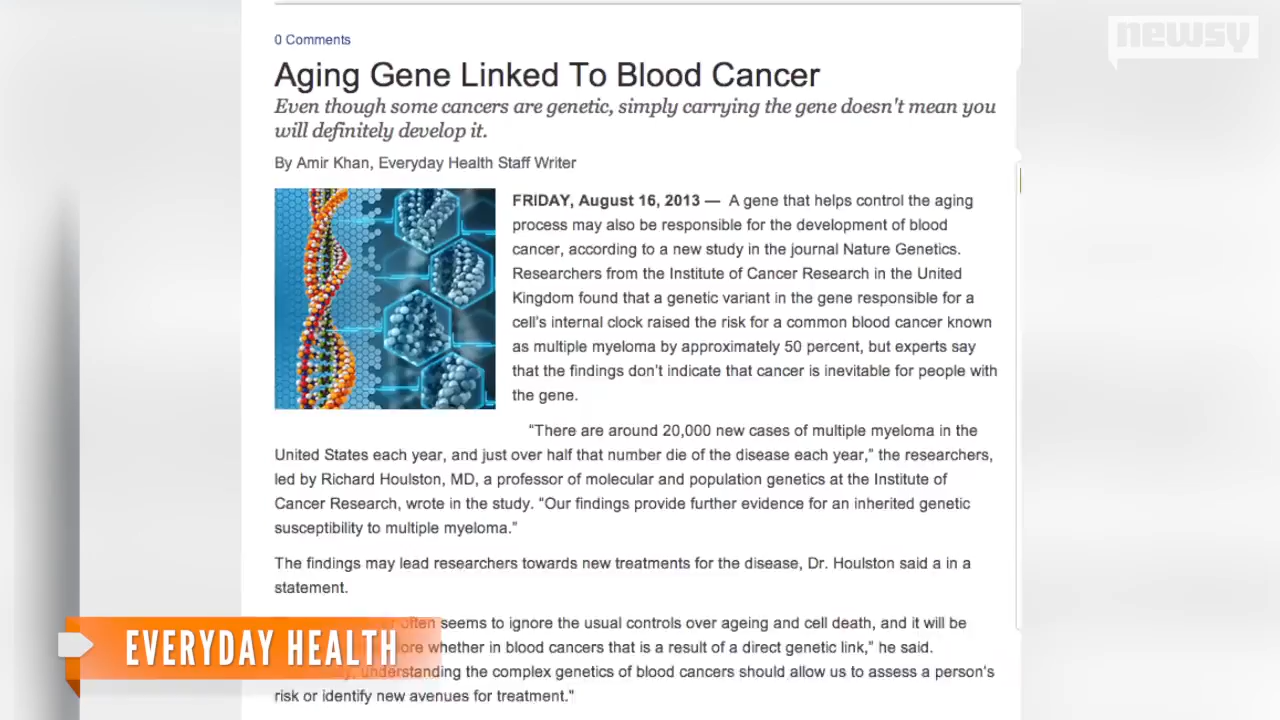 newsy
0 Comments
Aging Gene Linked To Blood Cancer
Even though some cancers are genetic, simply carrying the gene doesn't mean you
will definitely develop it.
By Amir Khan, Everyday Health Staff Writer
FRIDAY, August 16, 2013 — A gene that helps control the aging
process may also be responsible for the development of blood
cancer, according to a new study in the journal Nature Genetics.
Researchers from the Institute of Cancer Research in the United
Kingdom found that a genetic variant in the gene responsible for a
cell's internal clock raised the risk for a common blood cancer known
as multiple myeloma by approximately 50 percent, but experts say
that the findings don't indicate that cancer is inevitable for people with
the gene.
“There are around 20,000 new cases of multiple myeloma in the
United States each year, and just over half that number die of the disease each year,” the researchers,
led by Richard Houlston, MD, a professor of molecular and population genetics at the Institute of
Cancer Research, wrote in the study. “Our findings provide further evidence for an inherited genetic
susceptibility to multiple myeloma.”
The findings may lead researchers towards new treatments for the disease, Dr. Houlston said a in a
statement.
often seems to ignore the usual controls over ageing and cell death, and it will be
whether in blood cancers that is a result of a direct genetic link,” he said.
understanding the complex genetics of blood cancers should allow us to assess a person's
risk or identify new avenues for treatment.”
EVERYDAY HEALTH